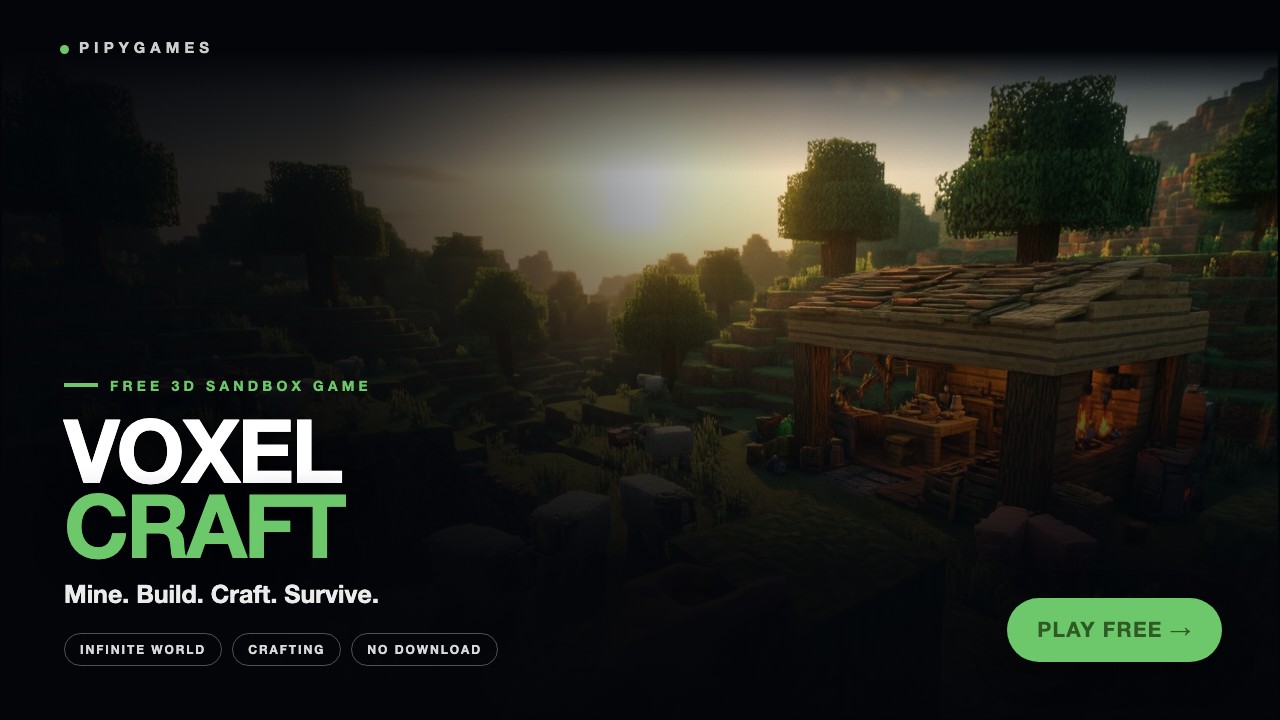 PIPYGAMES
FREE 3D SANDBOX GAME
VOXEL
CRAFT
Mine. Build. Craft. Survive.
INFINITE WORLD
CRAFTING
NO DOWNLOAD
PLAY FREE →